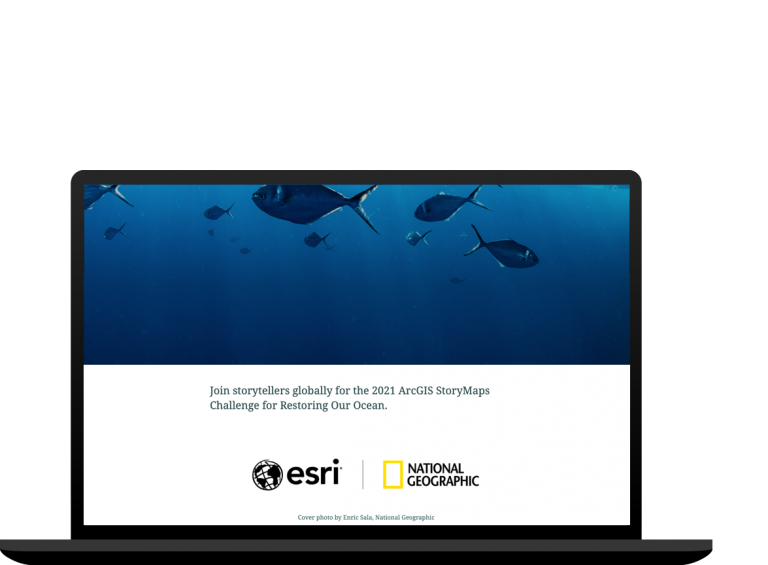 Join storytellers globally for the 2021 ArcGIS StoryMaps
Challenge for Restoring Our Ocean.
esri
NATIONAL
GEOGRAPHIC
Cover photo by Enric Sala, National Geographic